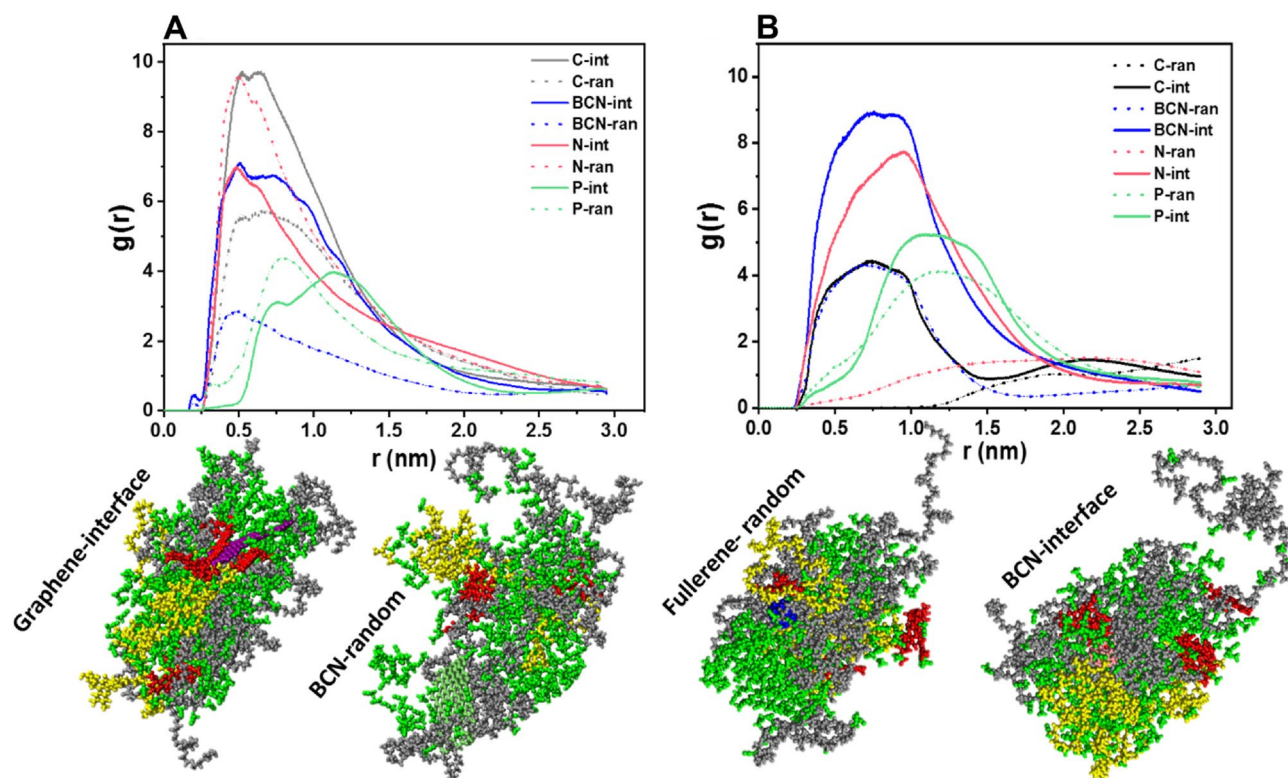 A
10
8
6
4
2
0
g(r)
C-int
C-ran
BCN-int
BCN-ran
N-int
N-ran
P-int
P-ran
0.0 0.5 1.0 1.5 2.0 2.5 3.0
r (nm)
Graphene-interface
BCN-random
B
10
8
6
4
2
0
g(r)
C-ran
C-int
BCN-ran
BCN-int
N-ran
N-int
P-ran
P-int
0.0 0.5 1.0 1.5 2.0 2.5 3.0
r (nm)
Fullerene- random
BCN-interface